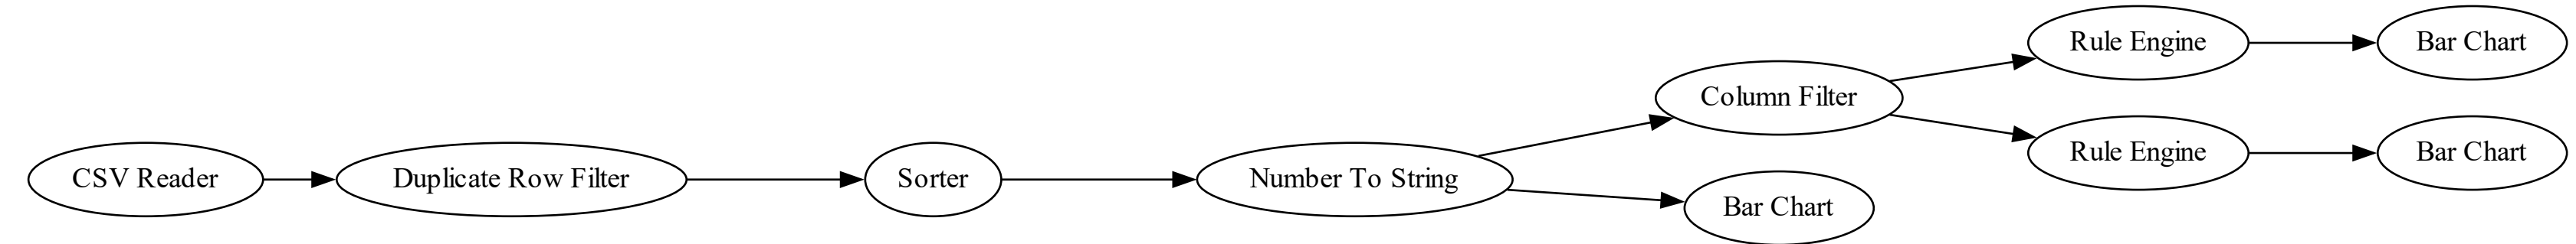 CSV Reader
Duplicate Row Filter
Sorter
Number To String
Column Filter
Bar Chart
Rule Engine
Bar Chart
Rule Engine
Bar Chart